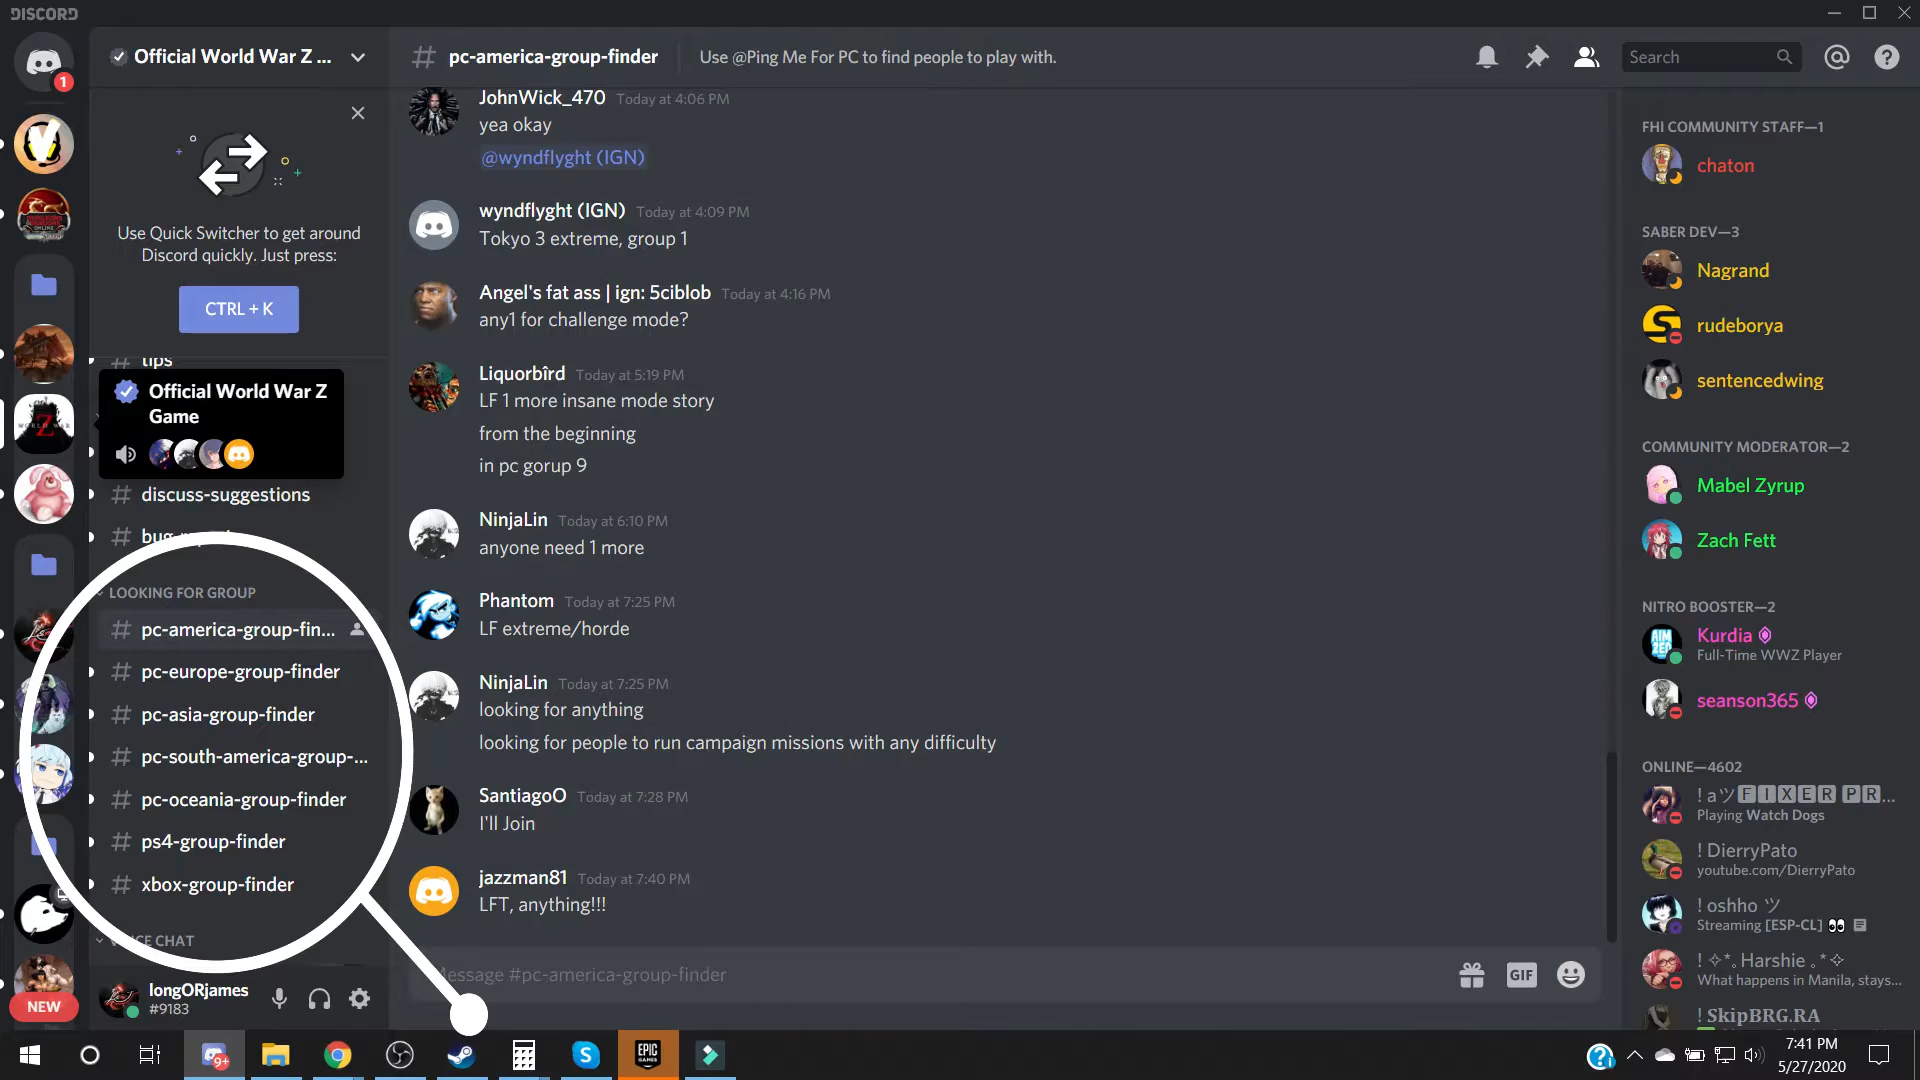 DISCORD
1
Official World War Z ...
pc-america-group-finder
Use @Ping Me For PC to find people to play with.
Search
Use Quick Switcher to get around
Discord quickly. Just press:
CTRL + K
tips
Official World War Z
Game
WORLD WAR
Z
discuss-suggestions
LOOKING FOR GROUP
pc-america-group-fin...
pc-europe-group-finder
pc-asia-group-finder
pc-south-america-group-...
pc-oceania-group-finder
ps4-group-finder
xbox-group-finder
CHAT
NEW
longORjames
#9183
JohnWick_470 Today at 4:06 PM
yea okay
@wyndflyght (IGN)
wyndflyght (IGN) Today at 4:09 PM
Tokyo 3 extreme, group 1
Angel's fat ass | ign: 5ciblob Today at 4:16 PM
any1 for challenge mode?
Liquorbîrd Today at 5:19 PM
LF 1 more insane mode story
from the beginning
in pc gorup 9
NinjaLin Today at 6:10 PM
anyone need 1 more
Phantom Today at 7:25 PM
LF extreme/horde
NinjaLin Today at 7:25 PM
looking for anything
looking for people to run campaign missions with any difficulty
SantiagoO Today at 7:28 PM
I'll Join
jazzman81 Today at 7:40 PM
LFT, anything!!!
Message #pc-america-group-finder
GIF
FHI COMMUNITY STAFF—1
chaton
SABER DEV—3
Nagrand
rudeborya
sentencedwing
COMMUNITY MODERATOR—2
Mabel Zyrup
Zach Fett
NITRO BOOSTER—2
Kurdia
Full-Time WWZ Player
seanson365
ONLINE—4602
! aツ🅵🅸🆇🅴🆁 🅿🆁...
Playing Watch Dogs
! DierryPato
youtube.com/DierryPato
! oshho ツ
Streaming [ESP-CL] 👀
! ✧*｡Harshie ｡*✧
What happens in Manila, stays...
! SkipBRG.RA
9+
EPIC
GAMES
7:41 PM
5/27/2020